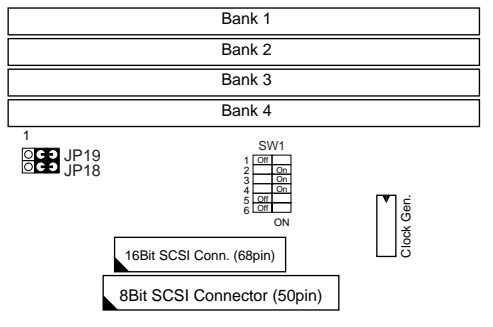 Bank 1
Bank 2
Bank 3
Bank 4
1
JP19
JP18
SW1
1 Off
2 On
3 On
4 On
5 Off
6 Off
ON
Clock Gen.
16Bit SCSI Conn. (68pin)
8Bit SCSI Connector (50pin)